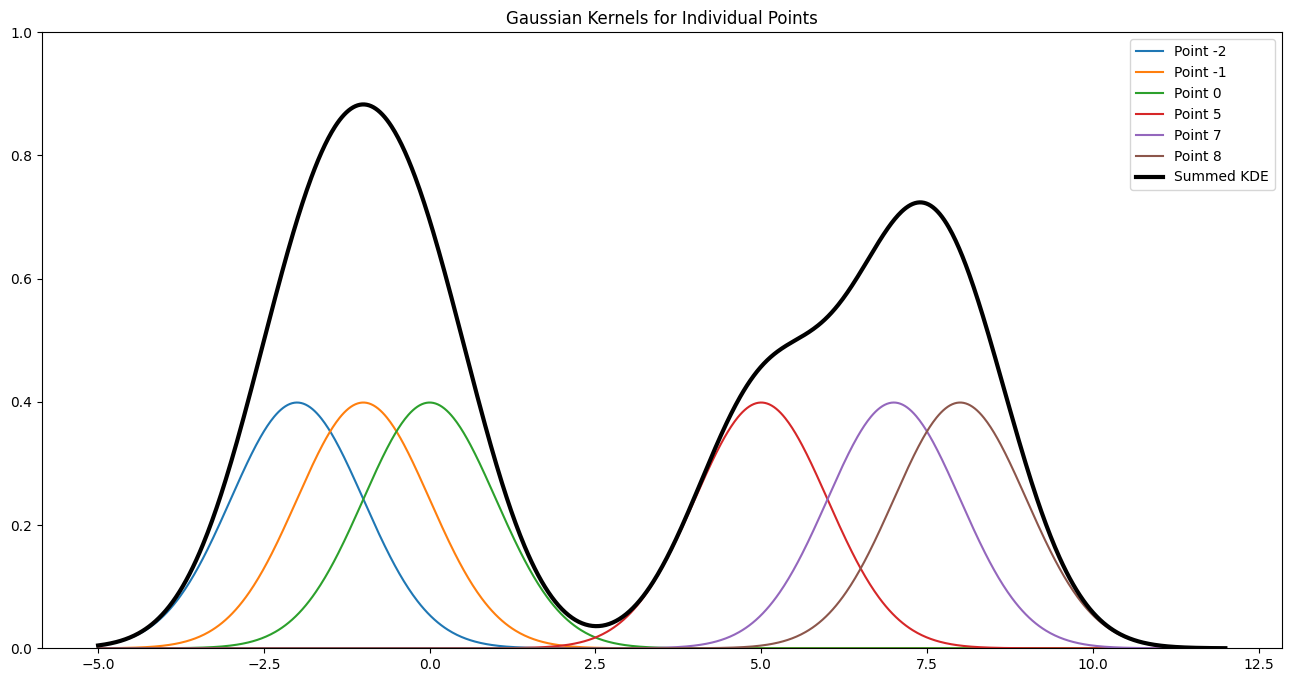 Gaussian Kernels for Individual Points
1.0
0.8
0.6
0.4
0.2
0.0
−5.0 −2.5 0.0 2.5 5.0 7.5 10.0 12.5
Point -2
Point -1
Point 0
Point 5
Point 7
Point 8
Summed KDE